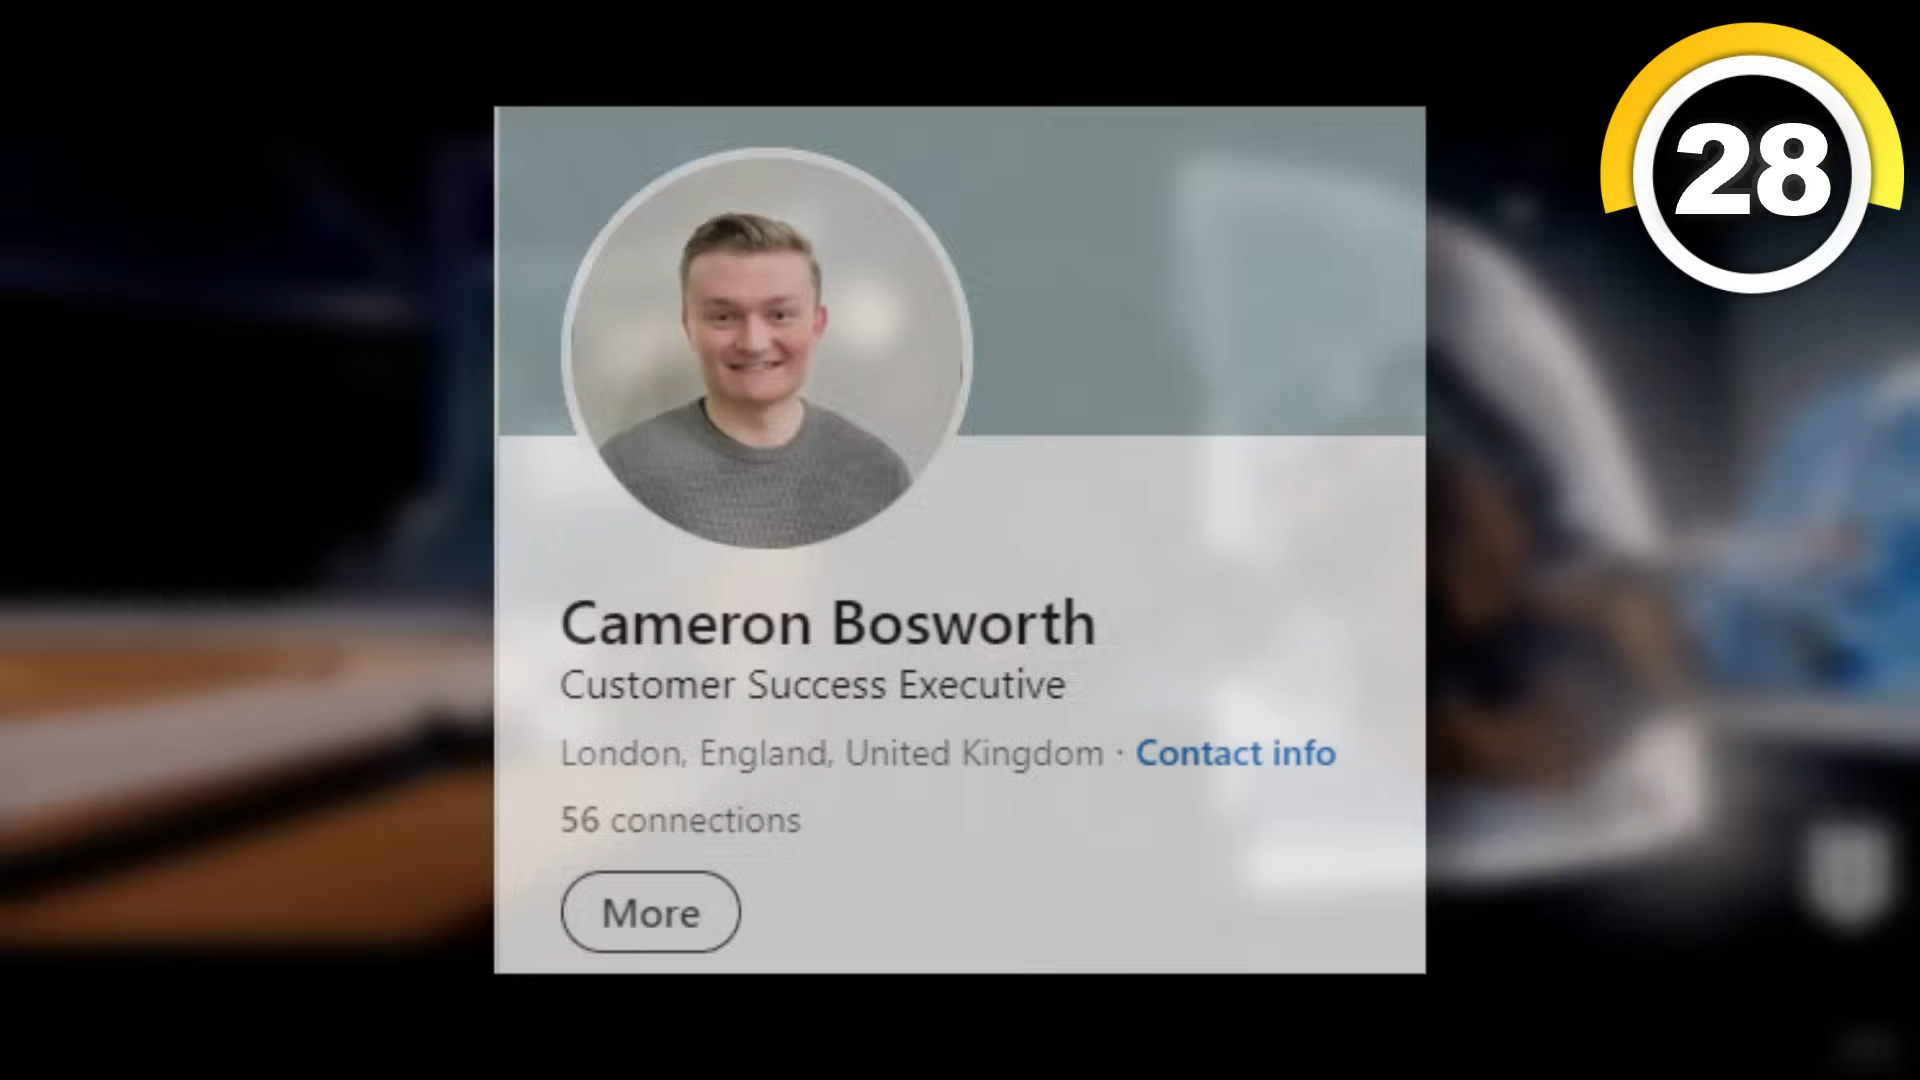 28
Cameron Bosworth
Customer Success Executive
London, England, United Kingdom · Contact info
56 connections
More